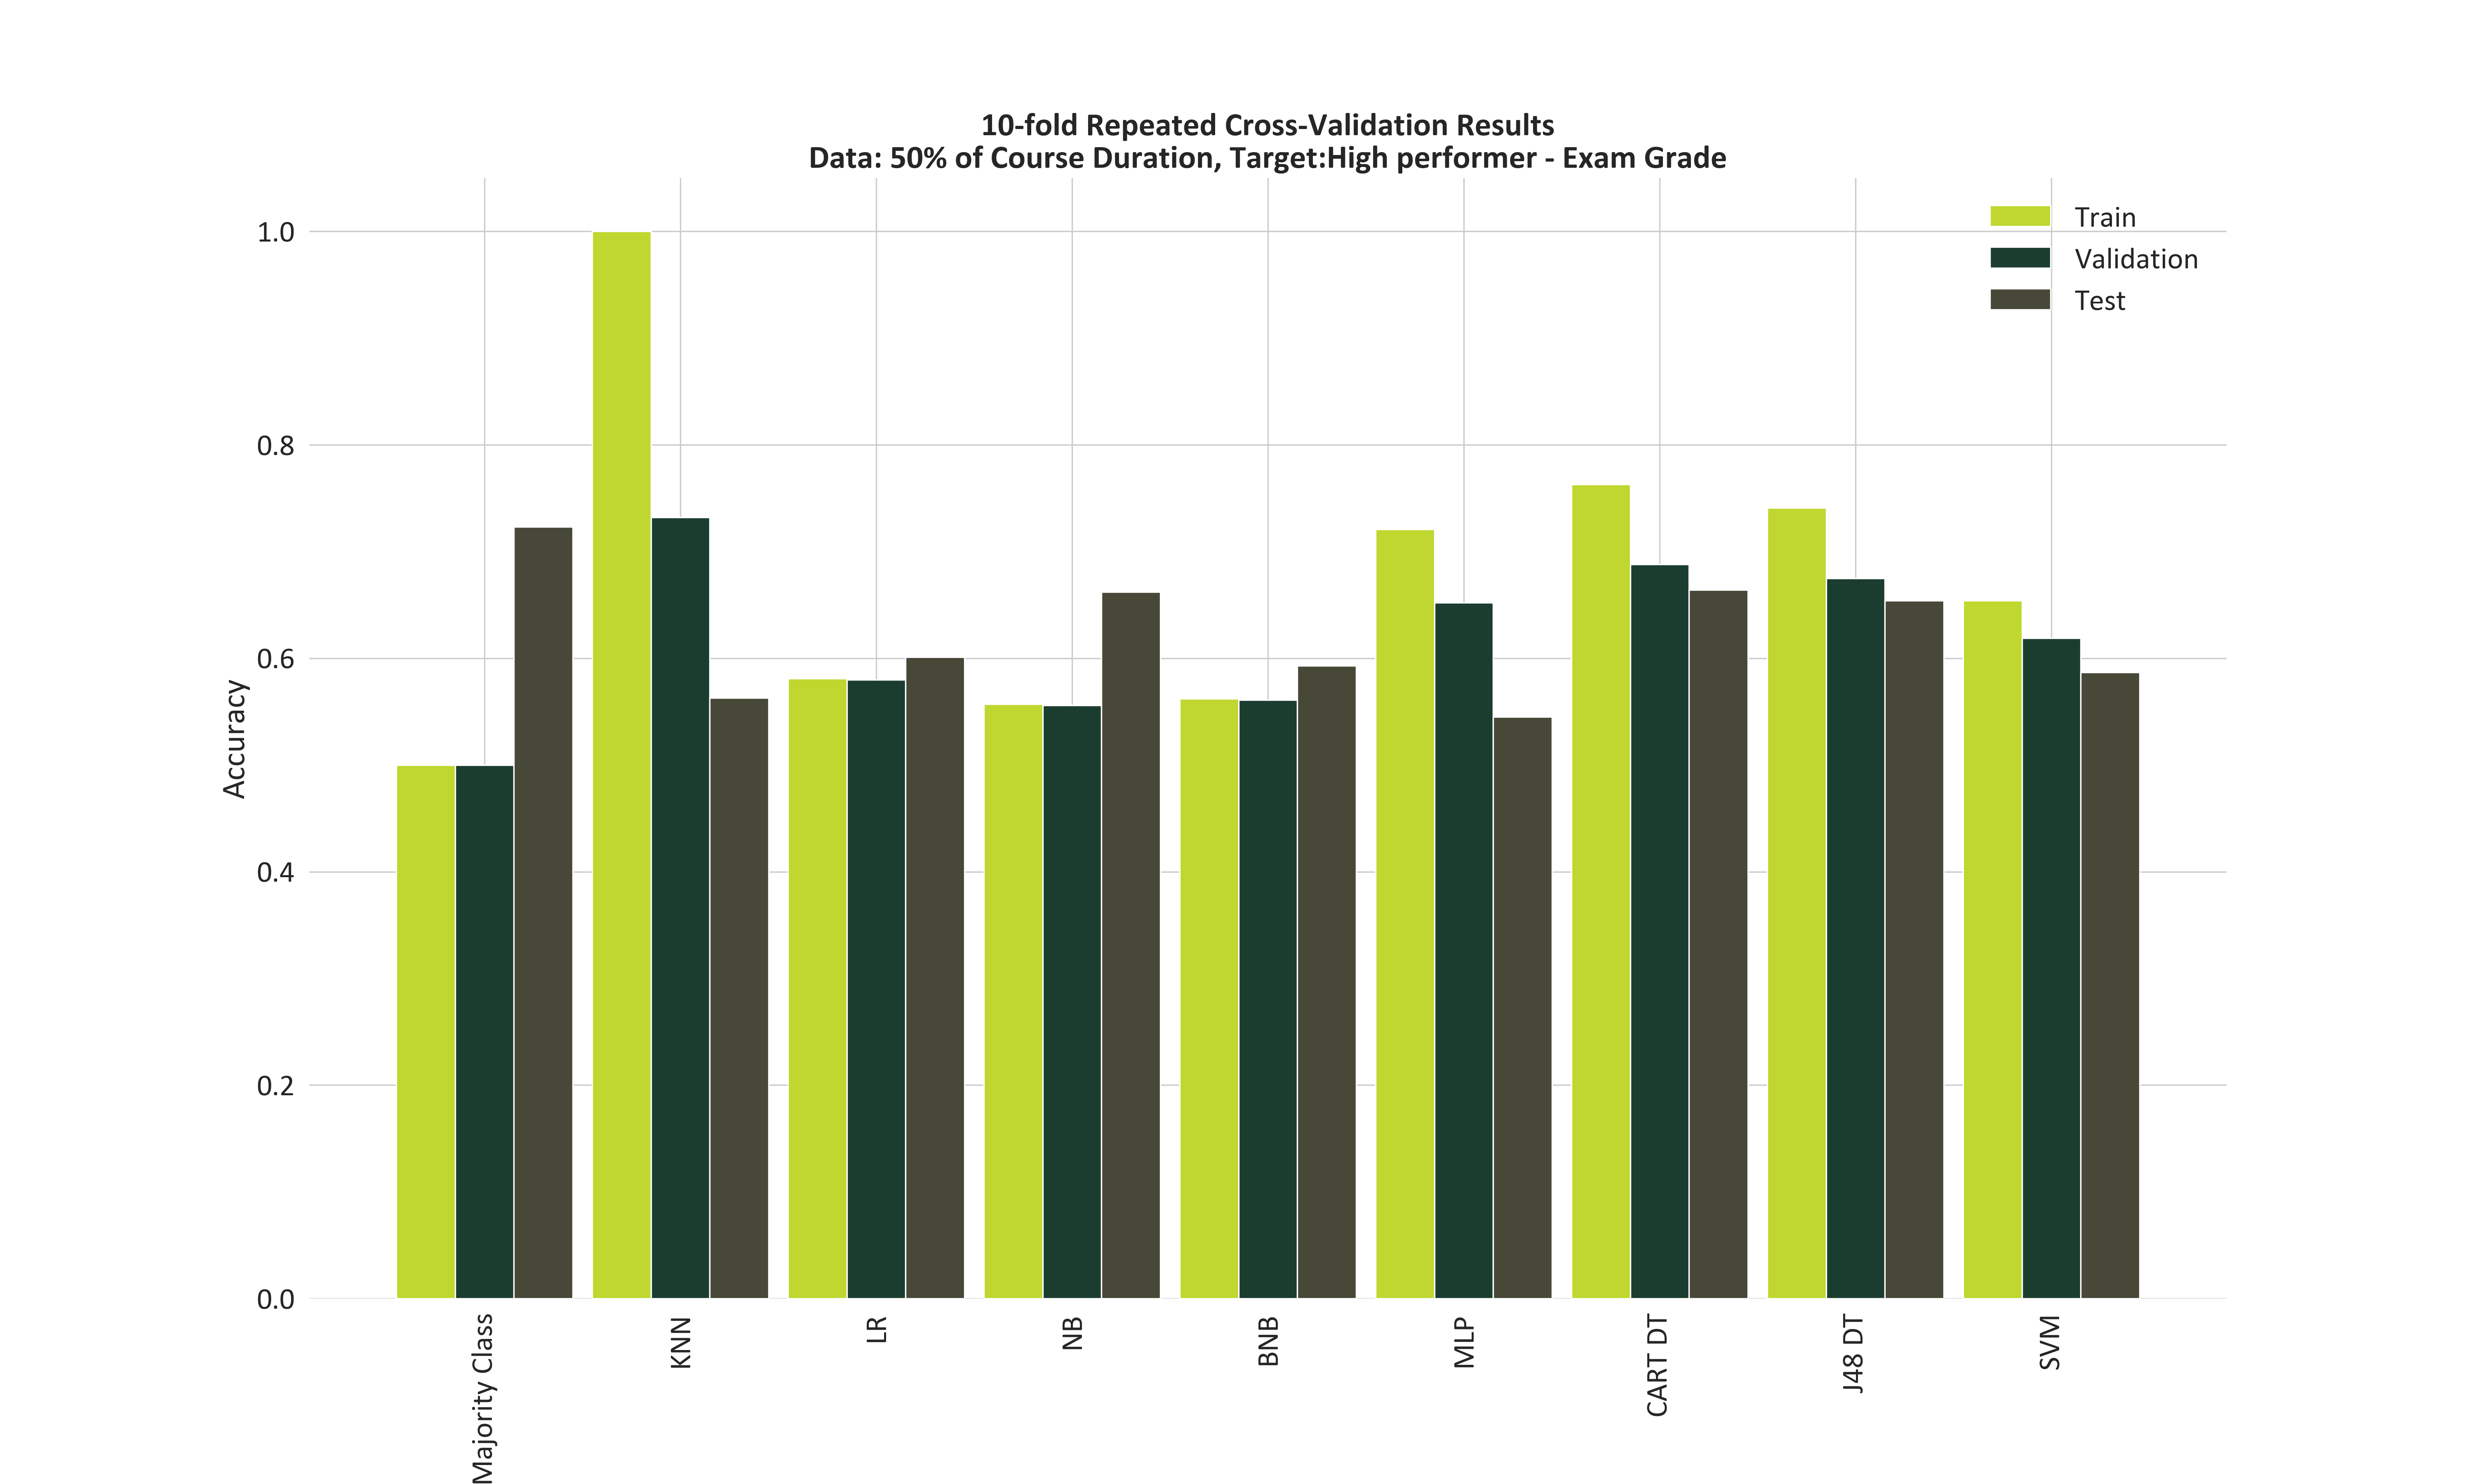 10-fold Repeated Cross-Validation Results
Data: 50% of Course Duration, Target:High performer - Exam Grade
Train
Validation
Test
Accuracy
1.0
0.8
0.6
0.4
0.2
0.0
Majority Class
KNN
LR
NB
BNB
MLP
CART DT
J48 DT
SVM